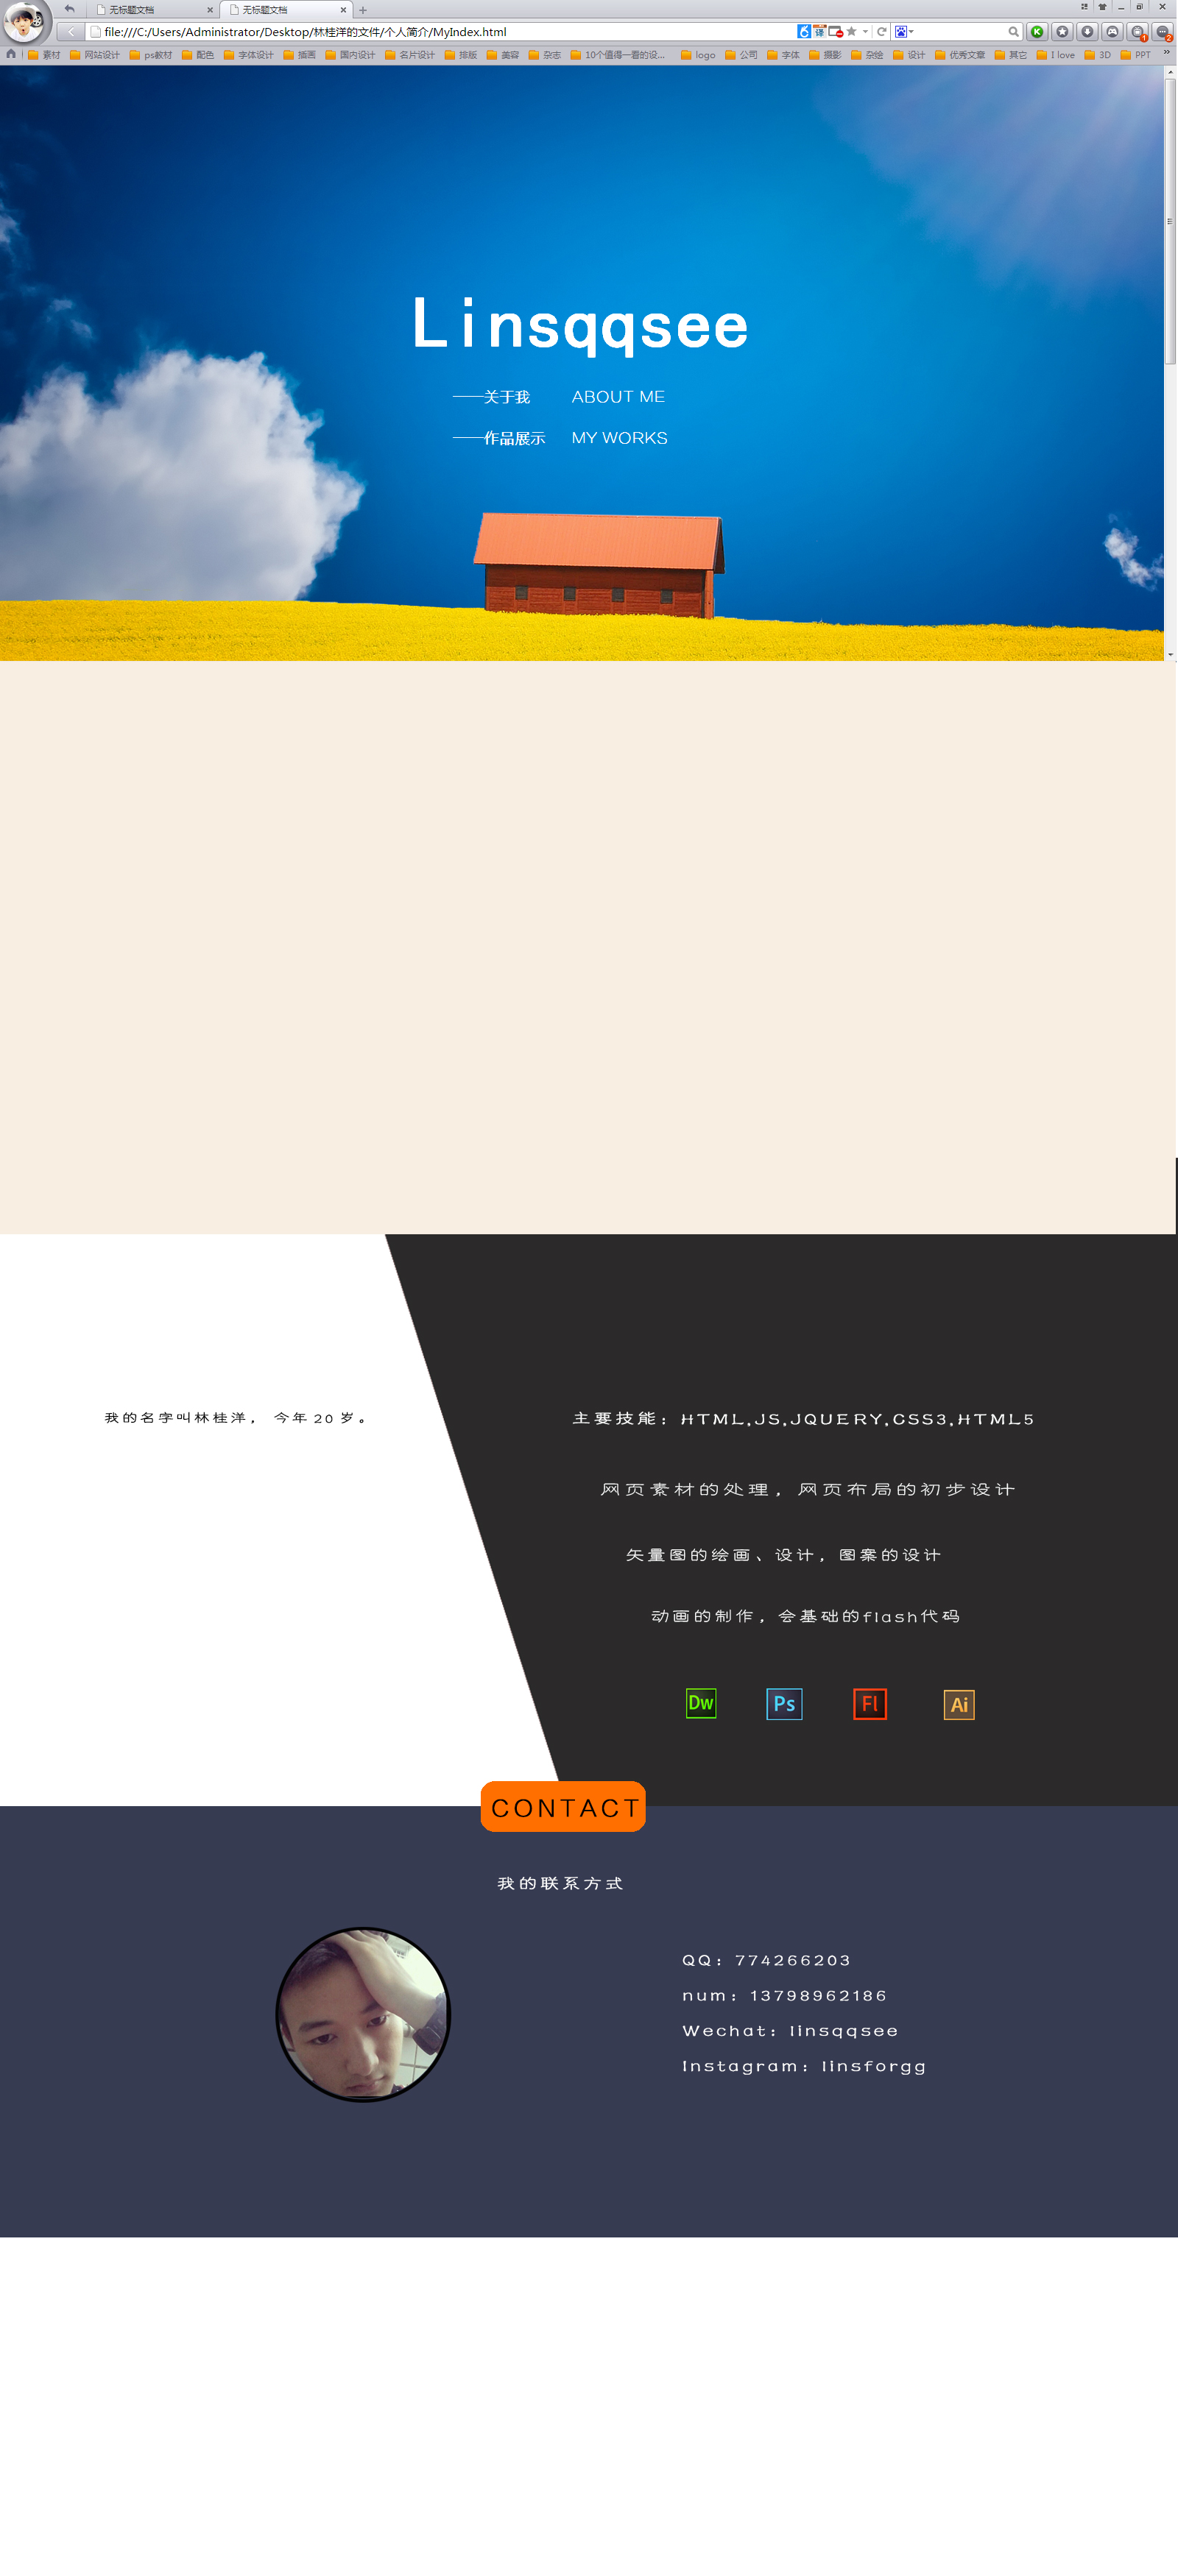 无标题文档
无标题文档
file:///C:/Users/Administrator/Desktop/林桂洋的文件/个人简介/MyIndex.html
译
素材 网站设计 ps教材 配色 字体设计 插画 国内设计 名片设计 排版 美容 杂志 10个值得一看的设... logo 公司 字体 摄影 杂绘 设计 优秀文章 其它 I love 3D PPT
Linsqqsee
——关于我 ABOUT ME
——作品展示 MY WORKS
我的名字叫林桂洋， 今年20岁。
主要技能：HTML,JS,JQUERY,CSS3,HTML5
网页素材的处理，网页布局的初步设计
矢量图的绘画、设计，图案的设计
动画的制作，会基础的flash代码
Dw Ps Fl Ai
CONTACT
我的联系方式
QQ：774266203
num：13798962186
Wechat：linsqqsee
Instagram：linsforgg